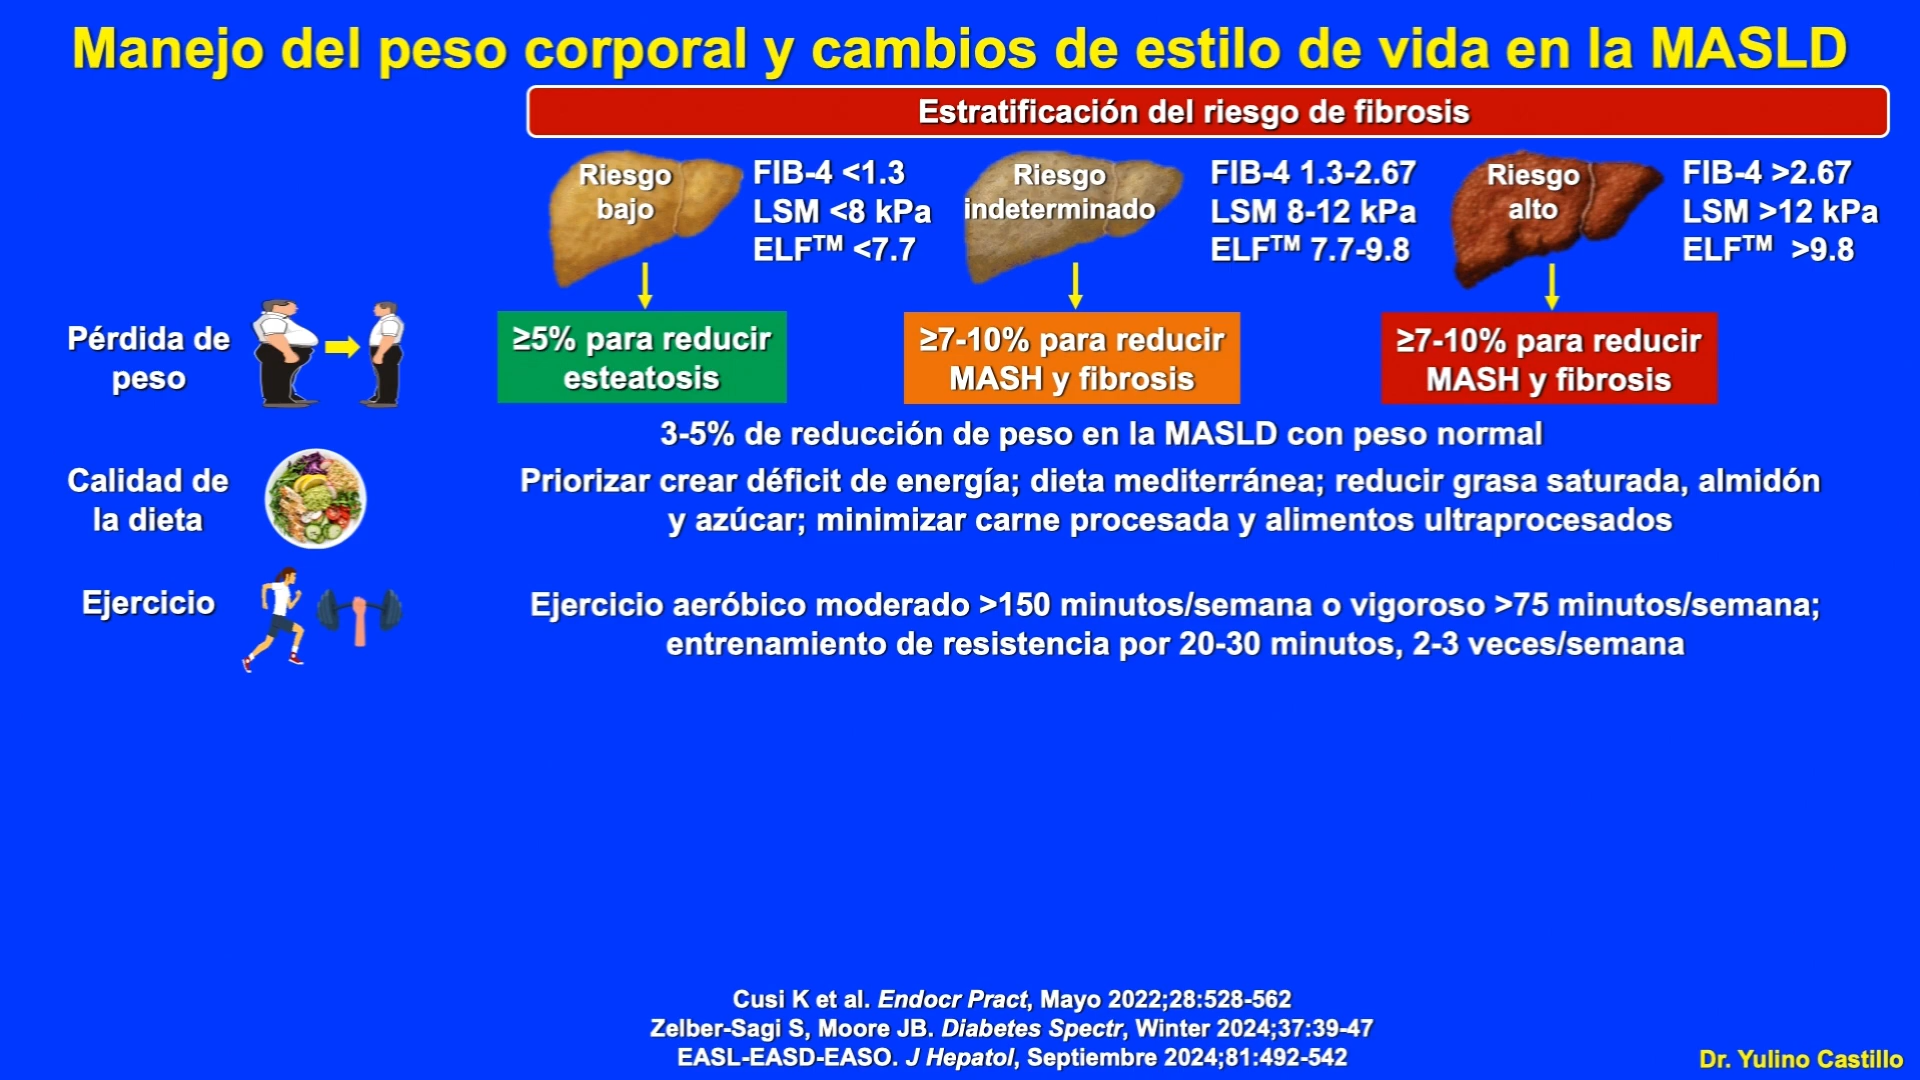 Manejo del peso corporal y cambios de estilo de vida en la MASLD
Estratificación del riesgo de fibrosis
Riesgo
bajo
FIB-4 <1.3
LSM <8 kPa
ELF™ <7.7
Riesgo
indeterminado
FIB-4 1.3-2.67
LSM 8-12 kPa
ELF™ 7.7-9.8
Riesgo
alto
FIB-4 >2.67
LSM >12 kPa
ELF™ >9.8
Pérdida de
peso
≥5% para reducir
esteatosis
≥7-10% para reducir
MASH y fibrosis
≥7-10% para reducir
MASH y fibrosis
3-5% de reducción de peso en la MASLD con peso normal
Calidad de
la dieta
Priorizar crear déficit de energía; dieta mediterránea; reducir grasa saturada, almidón
y azúcar; minimizar carne procesada y alimentos ultraprocesados
Ejercicio
Ejercicio aeróbico moderado >150 minutos/semana o vigoroso >75 minutos/semana;
entrenamiento de resistencia por 20-30 minutos, 2-3 veces/semana
Cusi K et al. Endocr Pract, Mayo 2022;28:528-562
Zelber-Sagi S, Moore JB. Diabetes Spectr, Winter 2024;37:39-47
EASL-EASD-EASO. J Hepatol, Septiembre 2024;81:492-542
Dr. Yulino Castillo